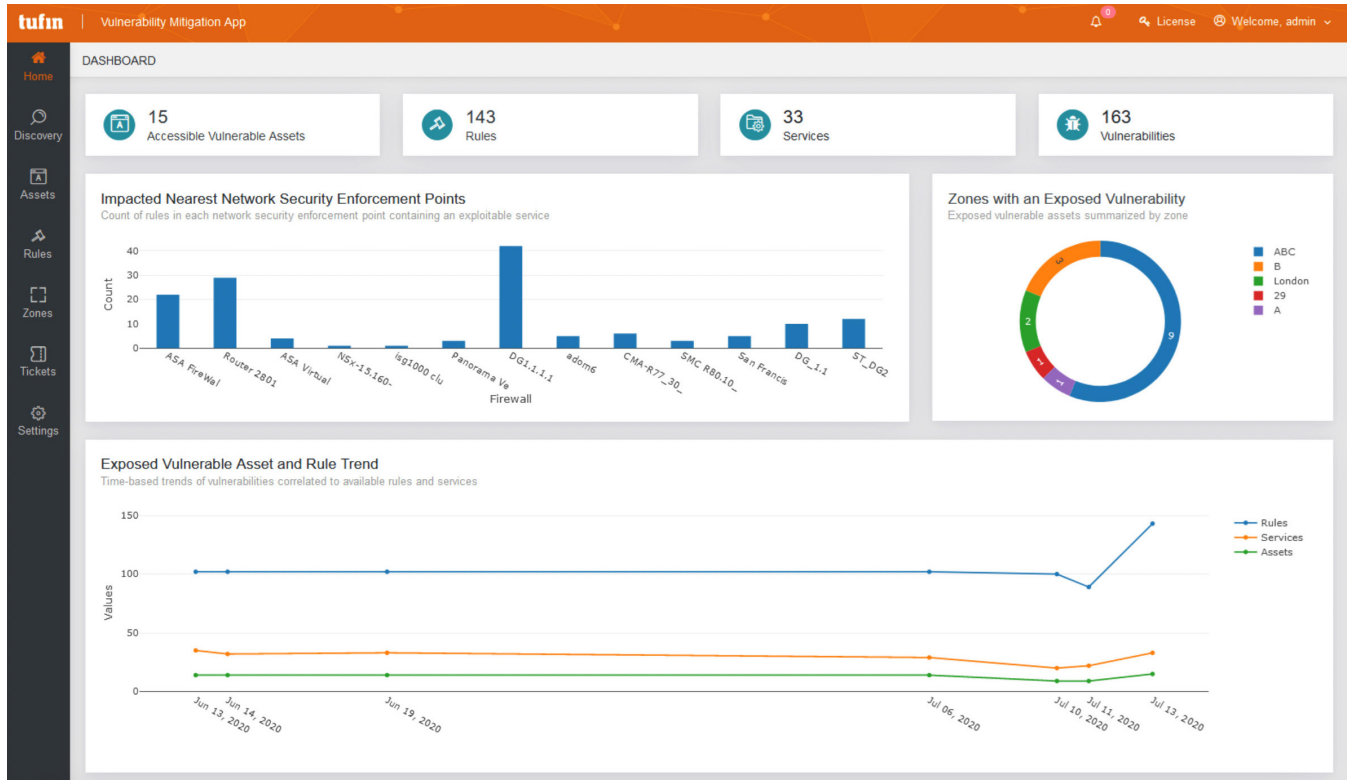 tufin | Vulnerability Mitigation App
0
License
Welcome, admin
Home
Discovery
Assets
Rules
Zones
Tickets
Settings
DASHBOARD
15
Accessible Vulnerable Assets
143
Rules
33
Services
163
Vulnerabilities
Impacted Nearest Network Security Enforcement Points
Count of rules in each network security enforcement point containing an exploitable service
Count
40
30
20
10
0
ASA FireWal
Router 2801
ASA Virtual
NSX-15.160-
isg1000 clu
Panorama Ve
DG1.1.1.1
adom6
CMA-R77_30_
SMC R80.10_
San Francis
DG_1.1
ST_DG2
Firewall
Zones with an Exposed Vulnerability
Exposed vulnerable assets summarized by zone
3
2
1
1
9
ABC
B
London
29
A
Exposed Vulnerable Asset and Rule Trend
Time-based trends of vulnerabilities correlated to available rules and services
Values
150
100
50
0
Jun 13, 2020
Jun 14, 2020
Jun 19, 2020
Jul 06, 2020
Jul 10, 2020
Jul 11, 2020
Jul 13, 2020
Rules
Services
Assets